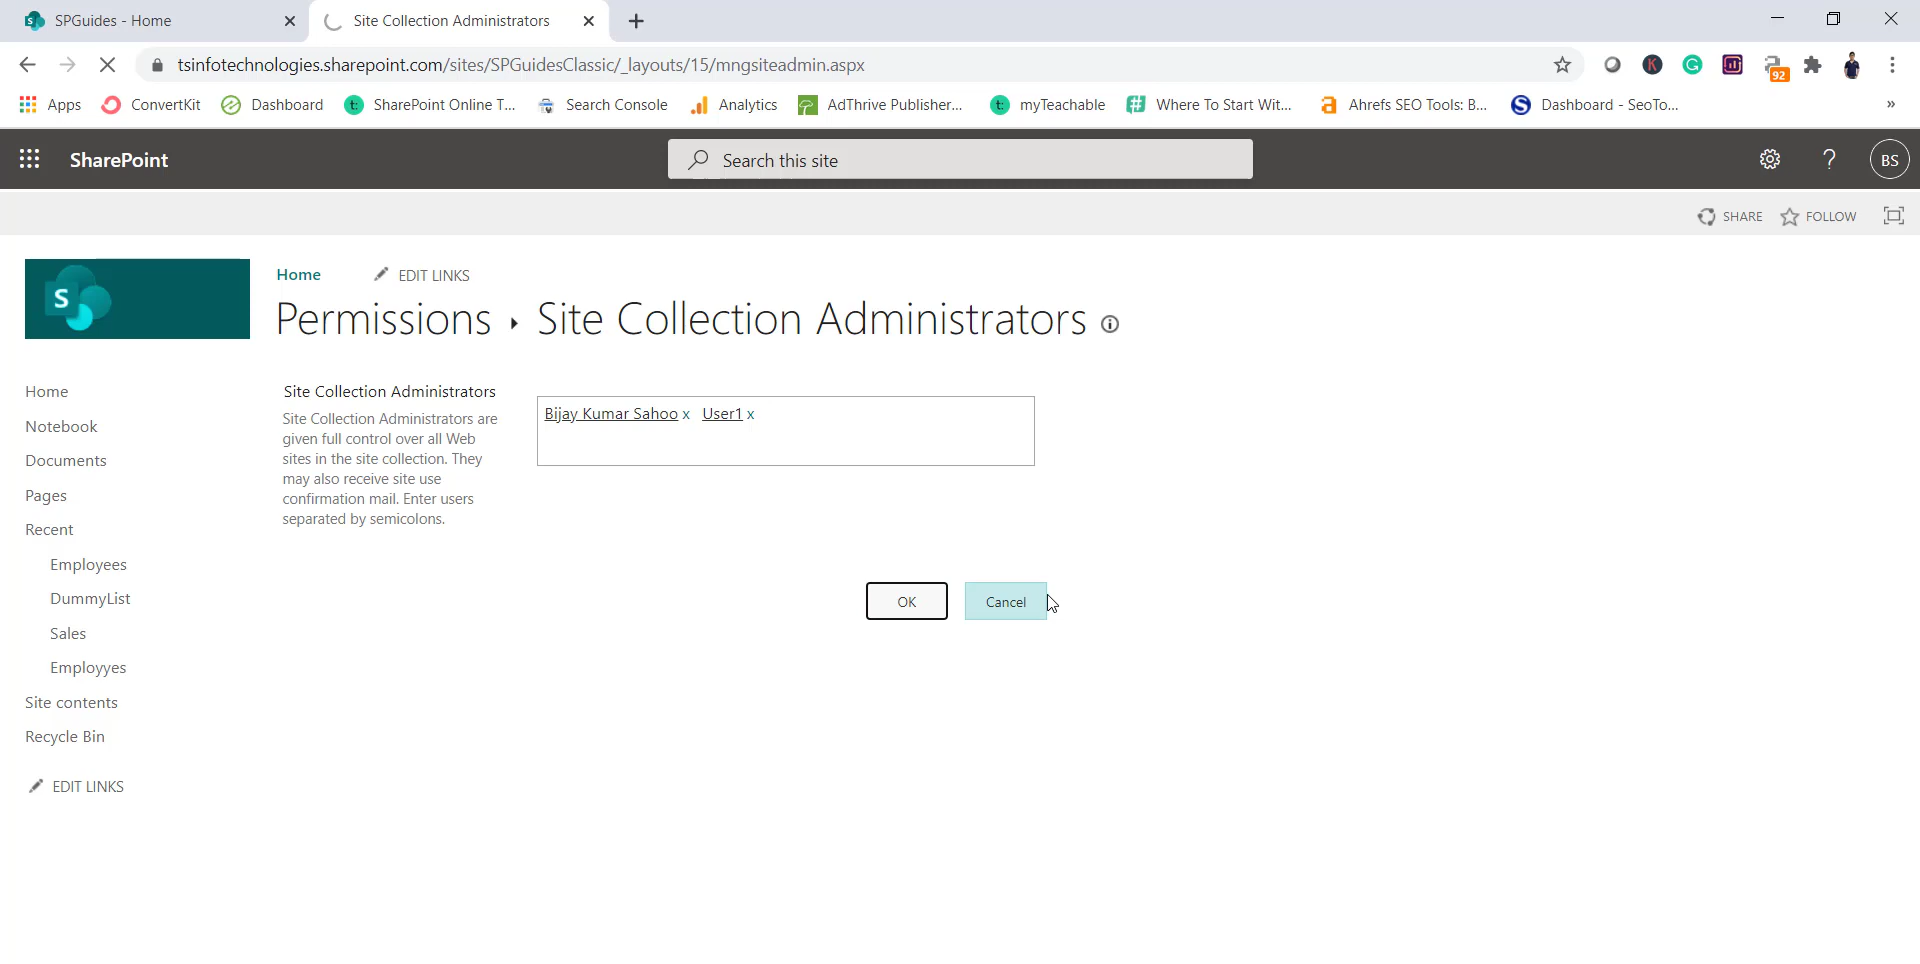 SPGuides - Home
Site Collection Administrators
tsinfotechnologies.sharepoint.com/sites/SPGuidesClassic/_layouts/15/mngsiteadmin.aspx
K
G
92
Apps
ConvertKit
Dashboard
t: SharePoint Online T...
Search Console
Analytics
AdThrive Publisher...
t: myTeachable
Where To Start Wit...
a Ahrefs SEO Tools: B...
S Dashboard - SeoTo...
»
SharePoint
Search this site
?
BS
SHARE
FOLLOW
S
Home
EDIT LINKS
Permissions ▸ Site Collection Administrators
Home
Notebook
Documents
Pages
Recent
Employees
DummyList
Sales
Employyes
Site contents
Recycle Bin
EDIT LINKS
Site Collection Administrators
Site Collection Administrators are
given full control over all Web
sites in the site collection. They
may also receive site use
confirmation mail. Enter users
separated by semicolons.
Bijay Kumar Sahoo x User1 x
OK
Cancel